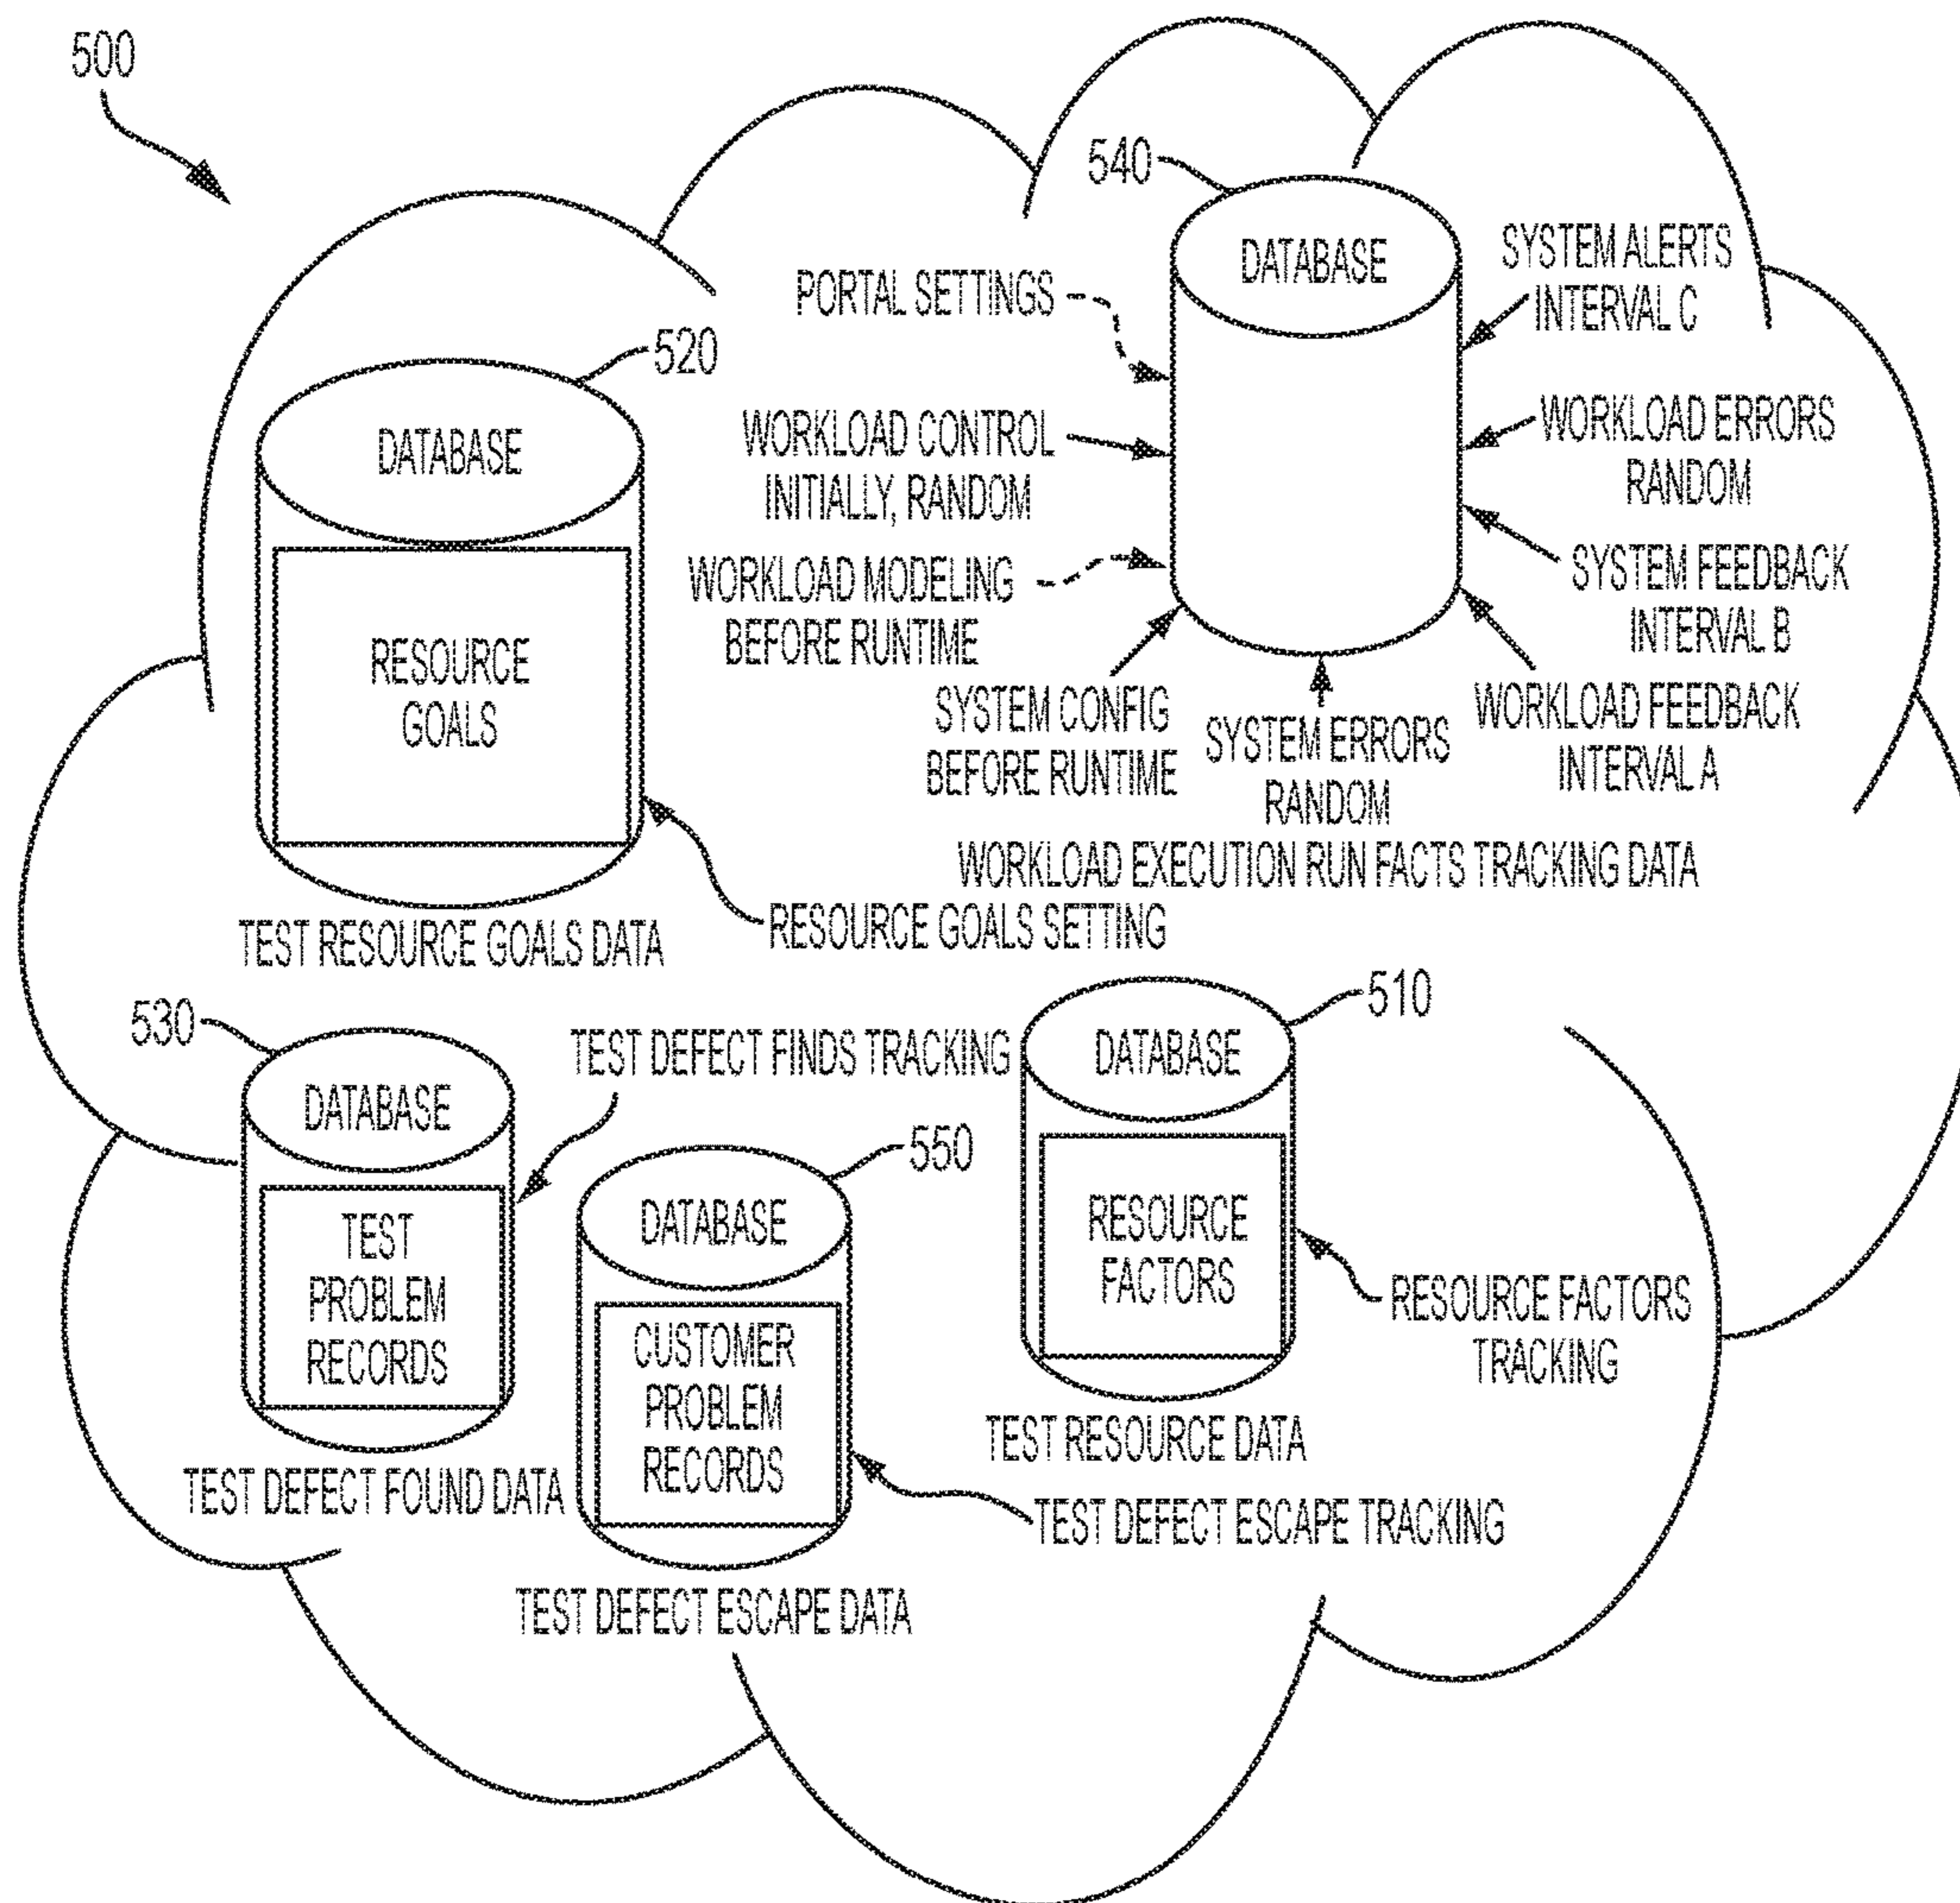 500
540
DATABASE
SYSTEM ALERTS
INTERVAL C
PORTAL SETTINGS
520
DATABASE
WORKLOAD CONTROL
INITIALLY, RANDOM
WORKLOAD ERRORS
RANDOM
WORKLOAD MODELING
BEFORE RUNTIME
SYSTEM FEEDBACK
INTERVAL B
RESOURCE
GOALS
SYSTEM CONFIG
BEFORE RUNTIME
SYSTEM ERRORS
RANDOM
WORKLOAD FEEDBACK
INTERVAL A
WORKLOAD EXECUTION RUN FACTS TRACKING DATA
RESOURCE GOALS SETTING
TEST RESOURCE GOALS DATA
530
DATABASE
TEST DEFECT FINDS TRACKING
510
DATABASE
550
DATABASE
TEST
PROBLEM
RECORDS
RESOURCE
FACTORS
RESOURCE FACTORS
TRACKING
CUSTOMER
PROBLEM
RECORDS
TEST RESOURCE DATA
TEST DEFECT FOUND DATA
TEST DEFECT ESCAPE TRACKING
TEST DEFECT ESCAPE DATA